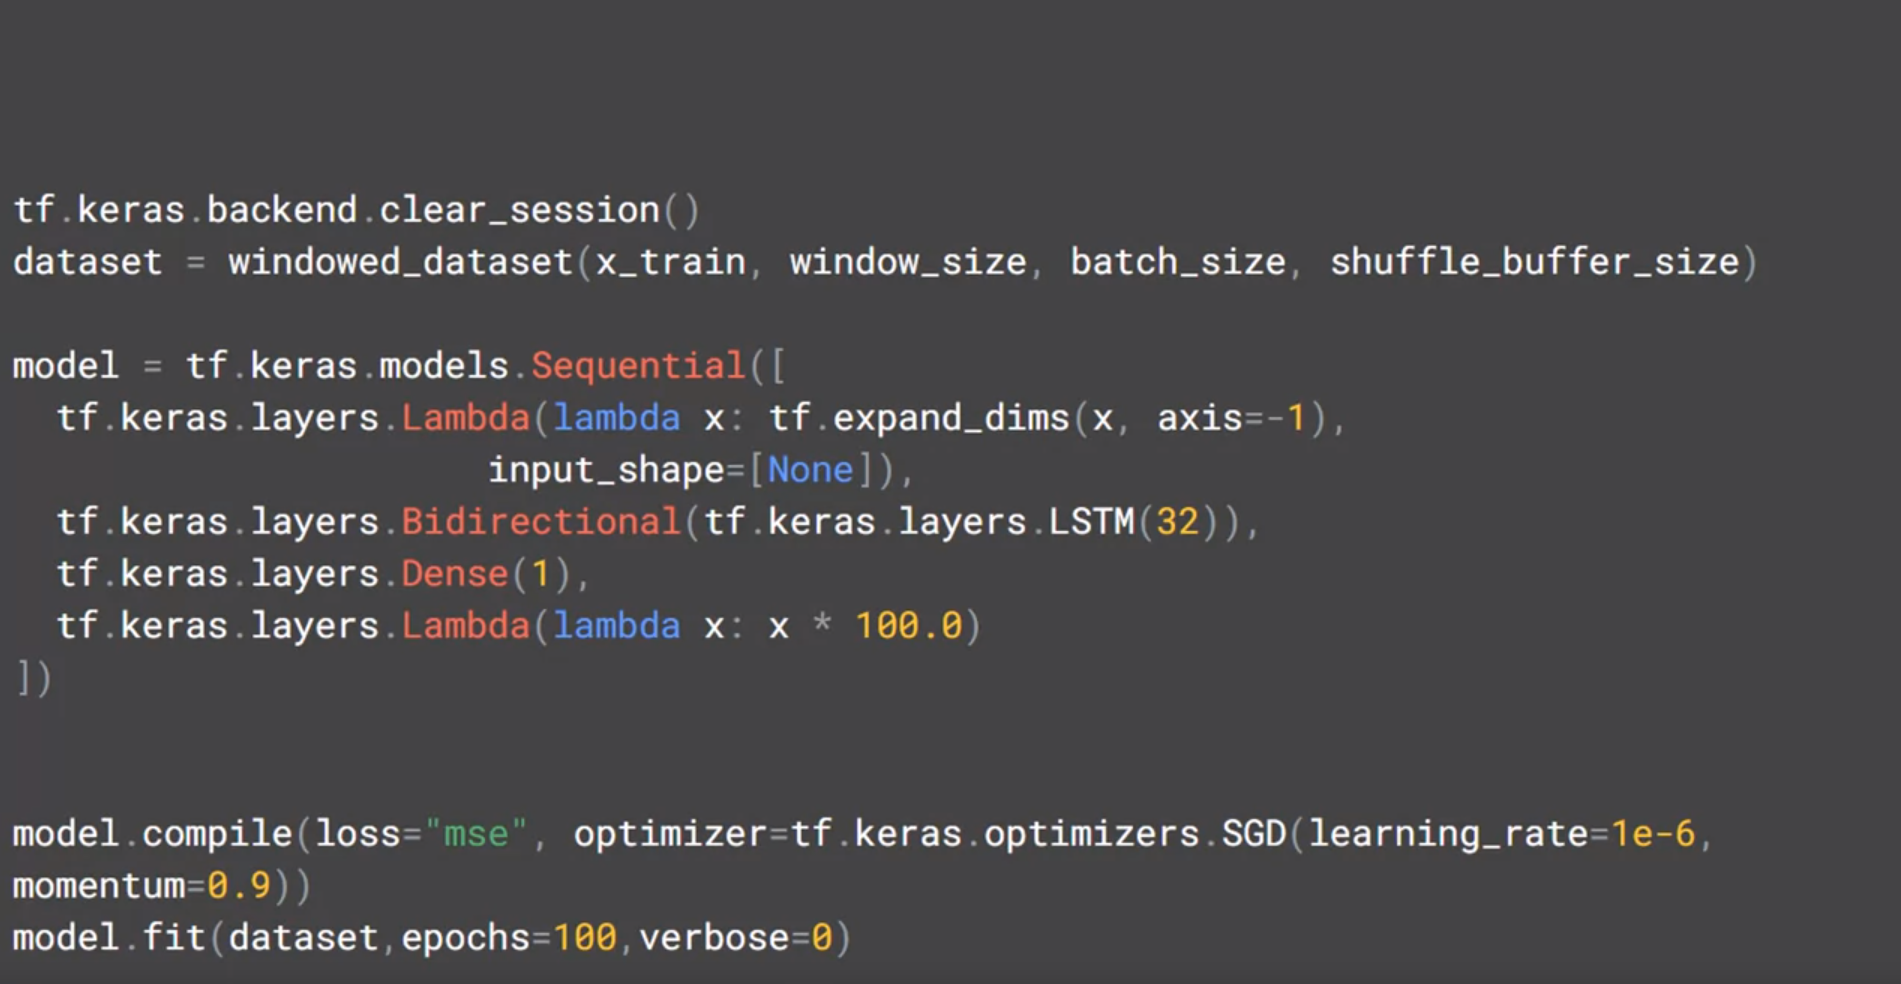 tf.keras.backend.clear_session()
dataset = windowed_dataset(x_train, window_size, batch_size, shuffle_buffer_size)
model = tf.keras.models.Sequential([
  tf.keras.layers.Lambda(lambda x: tf.expand_dims(x, axis=-1),
                      input_shape=[None]),
  tf.keras.layers.Bidirectional(tf.keras.layers.LSTM(32)),
  tf.keras.layers.Dense(1),
  tf.keras.layers.Lambda(lambda x: x * 100.0)
])
model.compile(loss="mse", optimizer=tf.keras.optimizers.SGD(learning_rate=1e-6,
momentum=0.9))
model.fit(dataset,epochs=100,verbose=0)